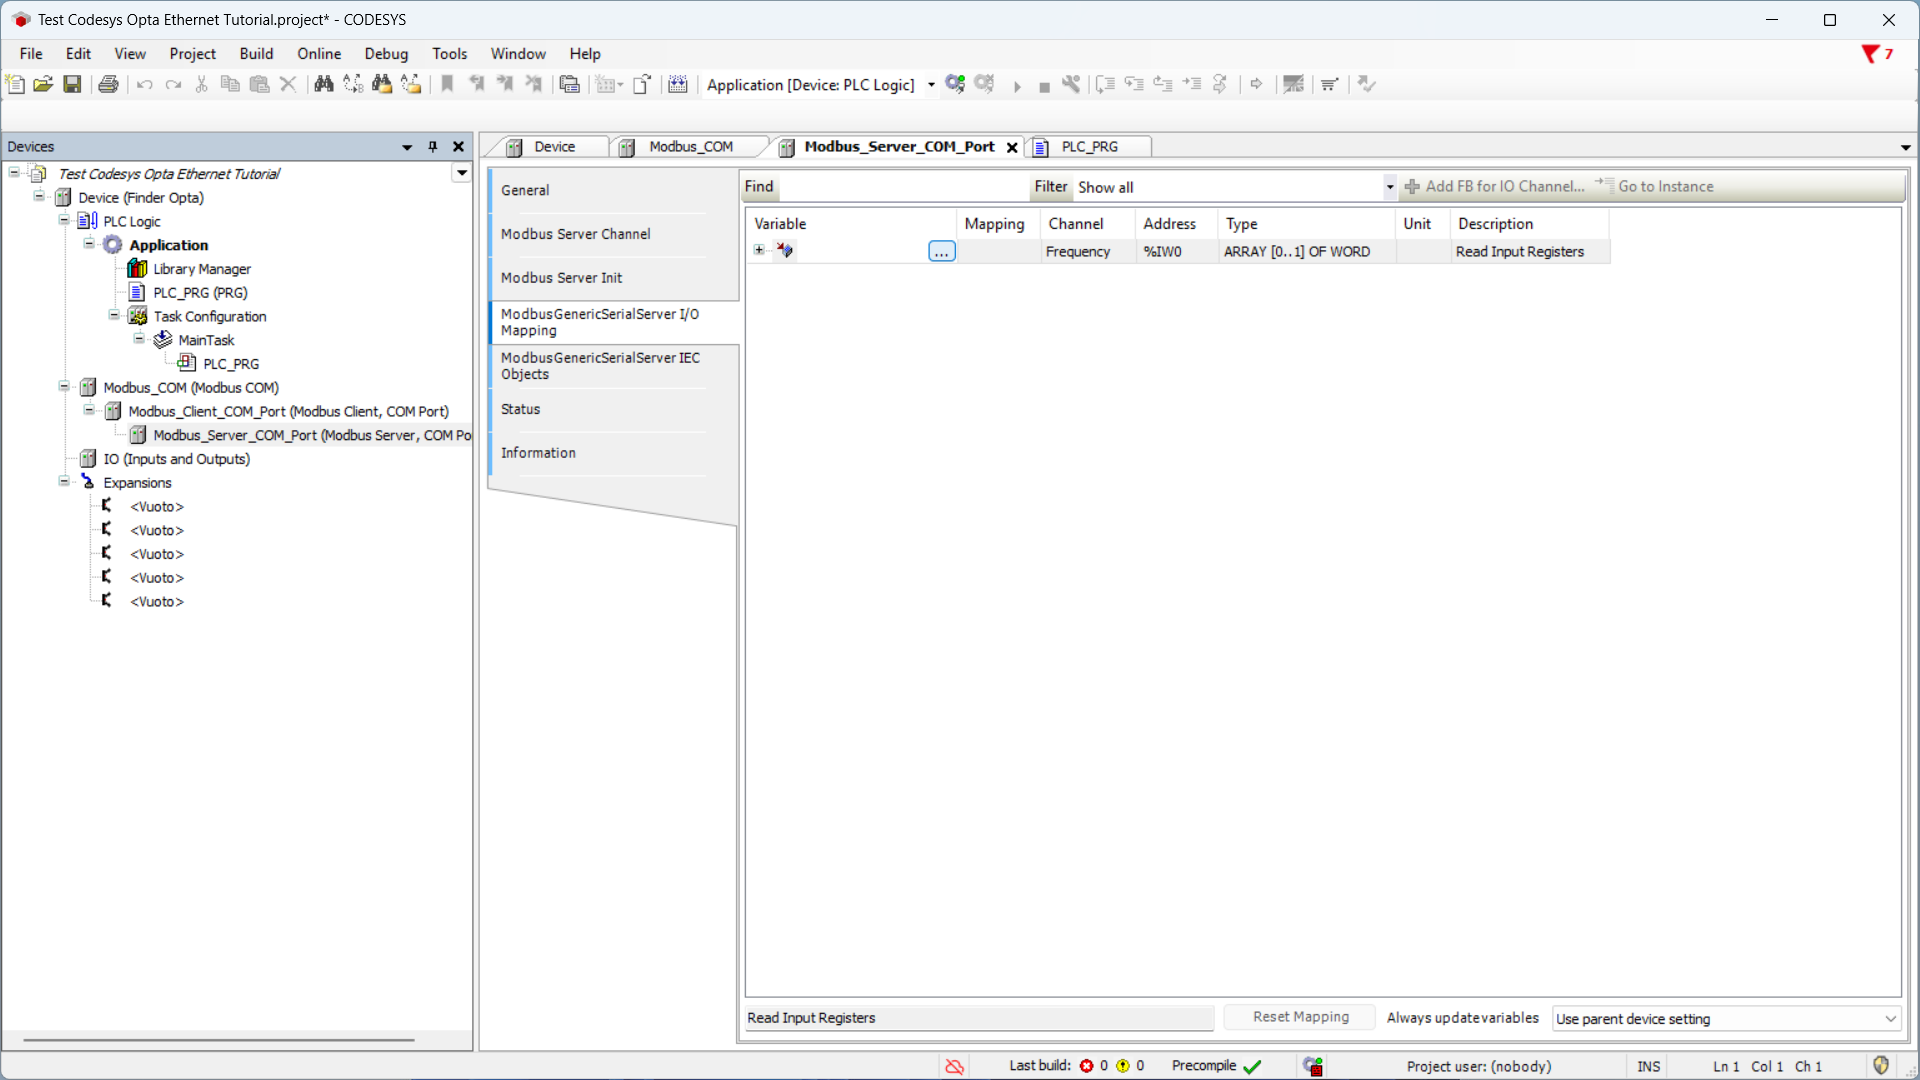 Test Codesys Opta Ethernet Tutorial.project* - CODESYS
File Edit View Project Build Online Debug Tools Window Help
7
Application [Device: PLC Logic]
Devices
Test Codesys Opta Ethernet Tutorial
Device (Finder Opta)
PLC Logic
Application
Library Manager
PLC_PRG (PRG)
Task Configuration
MainTask
PLC_PRG
Modbus_COM (Modbus COM)
Modbus_Client_COM_Port (Modbus Client, COM Port)
Modbus_Server_COM_Port (Modbus Server, COM Po
IO (Inputs and Outputs)
Expansions
<Vuoto>
<Vuoto>
<Vuoto>
<Vuoto>
<Vuoto>
Device Modbus_COM Modbus_Server_COM_Port PLC_PRG
General
Modbus Server Channel
Modbus Server Init
ModbusGenericSerialServer I/O
Mapping
ModbusGenericSerialServer IEC
Objects
Status
Information
Find Filter Show all Add FB for IO Channel... Go to Instance
Variable Mapping Channel Address Type Unit Description
... Frequency %IW0 ARRAY [0..1] OF WORD Read Input Registers
Read Input Registers Reset Mapping Always update variables Use parent device setting
Last build: 0 0 Precompile Project user: (nobody) INS Ln 1 Col 1 Ch 1